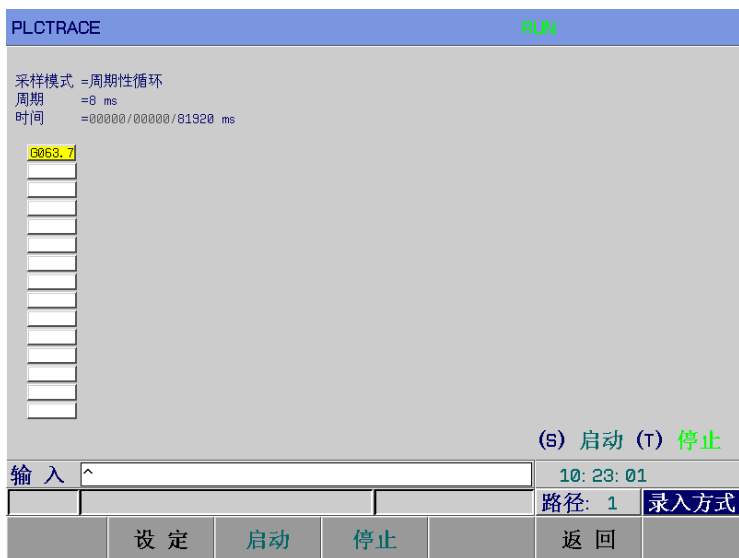 PLCTRACE RUN
采样模式 =周期性循环
周期 =8 ms
时间 =00000/00000/81920 ms
G063.7
(S) 启动 (T) 停止
输 入 ^ 10:23:01
路径: 1 录入方式
设 定 启动 停止 返 回